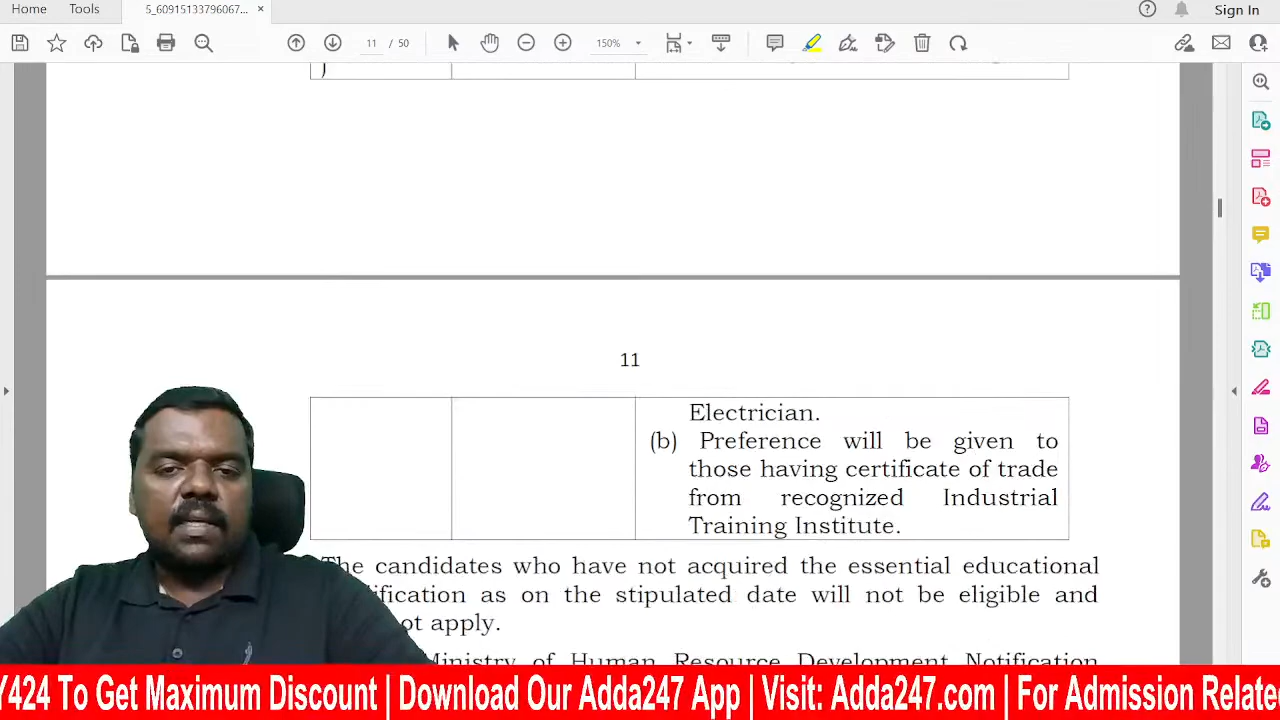 Home Tools 5_60915133796067... × Sign In
11 / 50 150%
11
Electrician.
(b) Preference will be given to
those having certificate of trade
from recognized Industrial
Training Institute.
The candidates who have not acquired the essential educational
as on the stipulated date will not be eligible and
apply.
Ministry of Human Resource Development Notification
Y424 To Get Maximum Discount | Download Our Adda247 App | Visit: Adda247.com | For Admission Relate